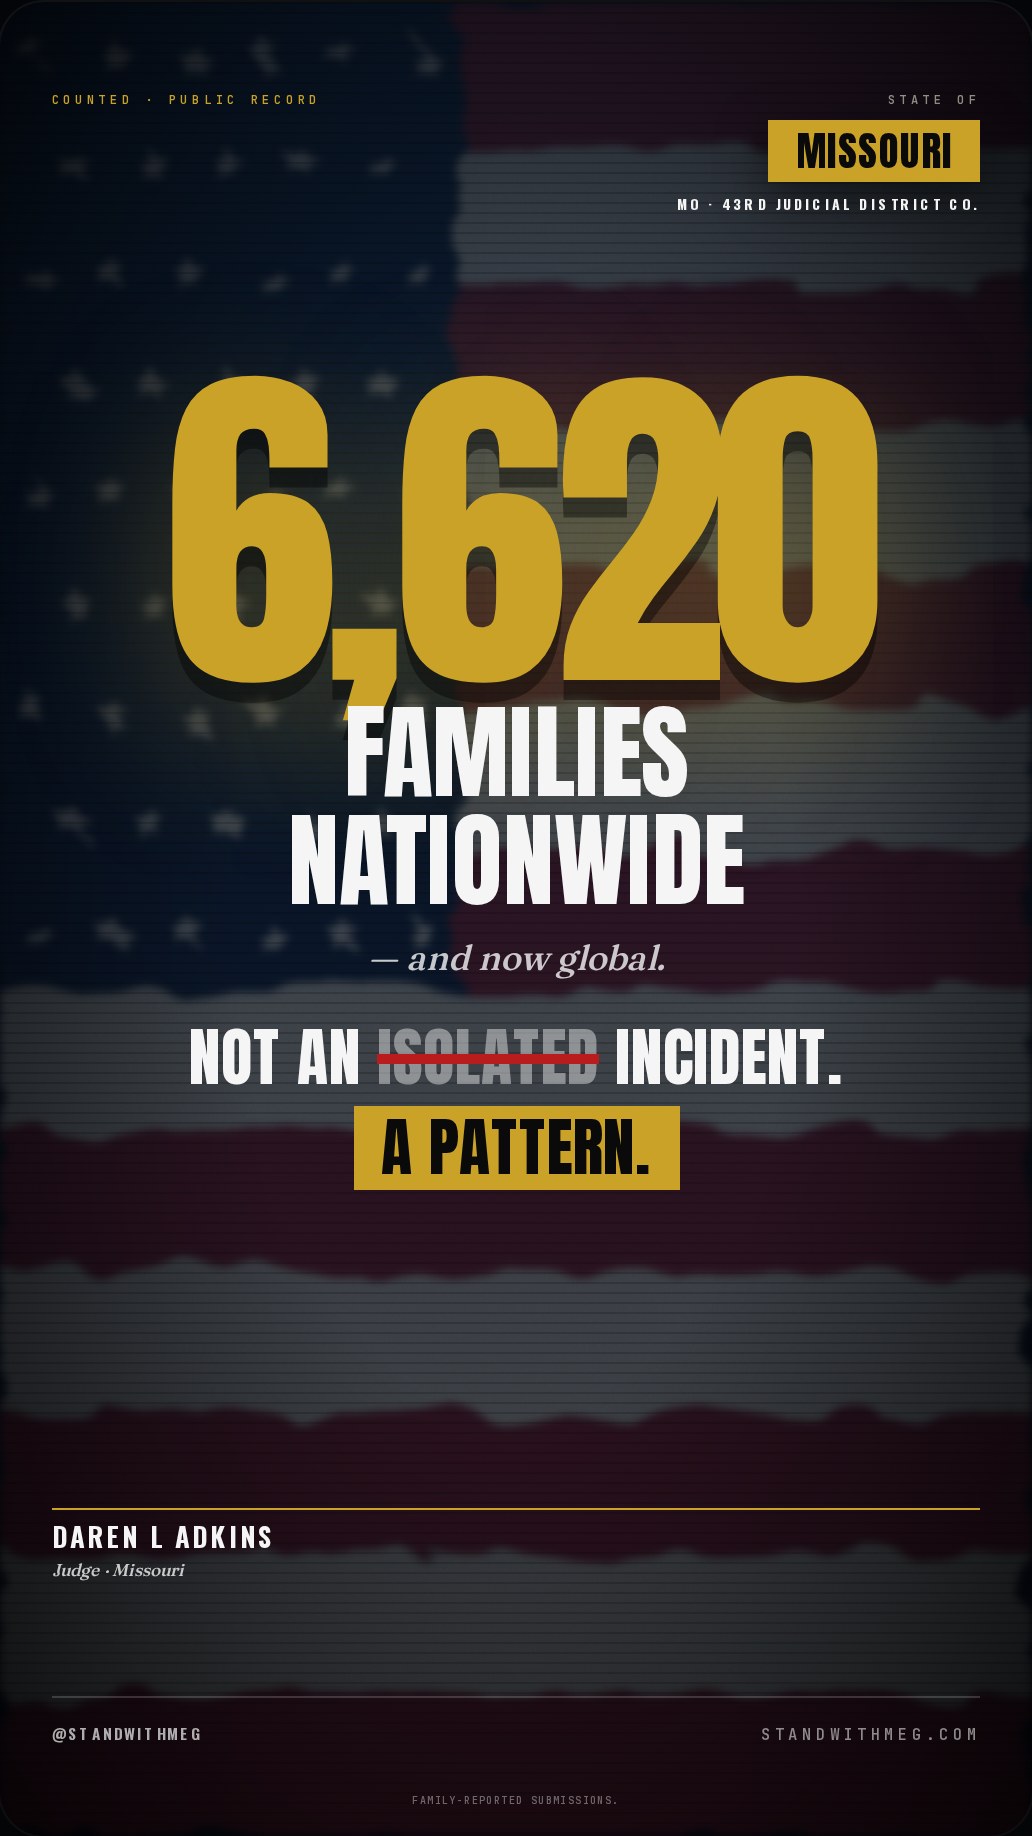 COUNTED · PUBLIC RECORD
STATE OF
MISSOURI
MO · 43RD JUDICIAL DISTRICT CO.
6,620
FAMILIES
NATIONWIDE
— and now global.
NOT AN ISOLATED INCIDENT.
A PATTERN.
DAREN L ADKINS
Judge · Missouri
@STANDWITHMEG
STANDWITHMEG.COM
FAMILY-REPORTED SUBMISSIONS.